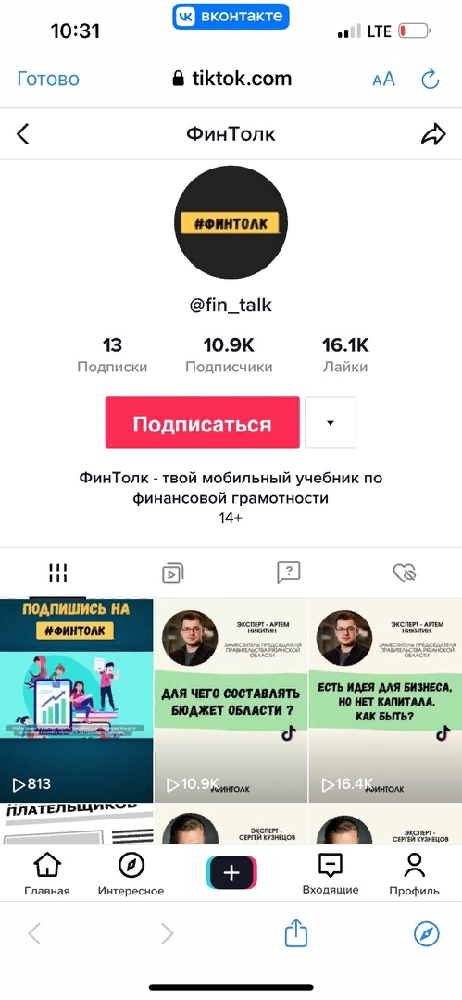 10:31
вконтакте
LTE
Готово
tiktok.com
AA
ФинТолк
#ФИНТОЛК
@fin_talk
13 10.9K 16.1K
Подписки Подписчики Лайки
Подписаться
ФинТолк - твой мобильный учебник по
финансовой грамотности
14+
ПОДПИШИСЬ НА
#ФИНТОЛК
813
ЭКСПЕРТ - АРТЕМ
НИКИТИН
ЗАМЕСТИТЕЛЬ ПРЕДСЕДАТЕЛЯ
ПРАВИТЕЛЬСТВА РЯЗАНСКОЙ
ОБЛАСТИ
ДЛЯ ЧЕГО СОСТАВЛЯТЬ
БЮДЖЕТ ОБЛАСТИ ?
10.9K
#ФИНТОЛК
ЭКСПЕРТ - АРТЕМ
НИКИТИН
ЗАМЕСТИТЕЛЬ ПРЕДСЕДАТЕЛЯ
ПРАВИТЕЛЬСТВА РЯЗАНСКОЙ
ОБЛАСТИ
ЕСТЬ ИДЕЯ ДЛЯ БИЗНЕСА,
НО НЕТ КАПИТАЛА.
КАК БЫТЬ?
16.4K
#ФИНТОЛК
ПЛАТЕЛЬЩИКОВ
ЭКСПЕРТ -
СЕРГЕЙ КУЗНЕЦОВ
ЭКСПЕРТ -
СЕРГЕЙ КУЗНЕЦОВ
Главная Интересное Входящие Профиль